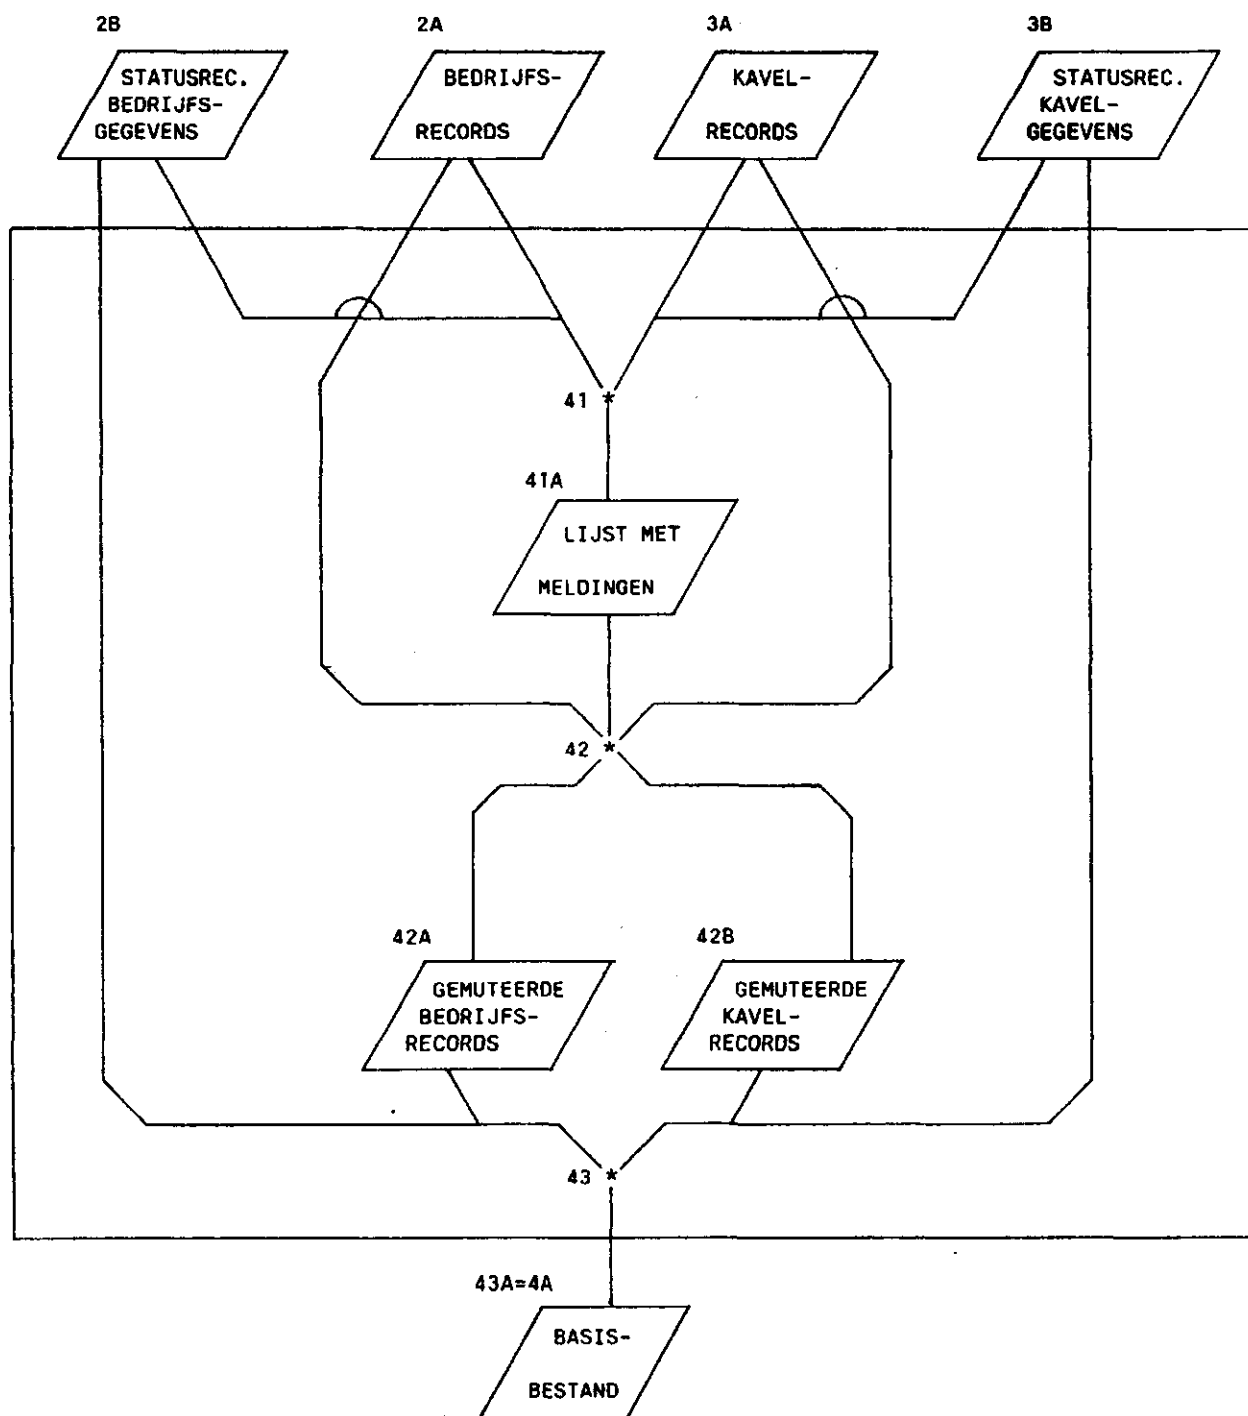 2B
2A
3A
3B
STATUSREC.
BEDRIJFS-
GEGEVENS
BEDRIJFS-
RECORDS
KAVEL-
RECORDS
STATUSREC.
KAVEL-
GEGEVENS
41 *
41A
LIJST MET
MELDINGEN
42 *
42A
42B
GEMUTEERDE
BEDRIJFS-
RECORDS
GEMUTEERDE
KAVEL-
RECORDS
43 *
43A=4A
BASIS-
BESTAND